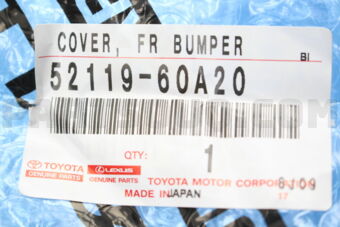 COVER, FR BUMPER
BI
52119-60A20
QTY: 1
TOYOTA
GENUINE PARTS
LEXUS
GENUINE PARTS
TOYOTA MOTOR CORPORATION
MADE IN JAPAN
17